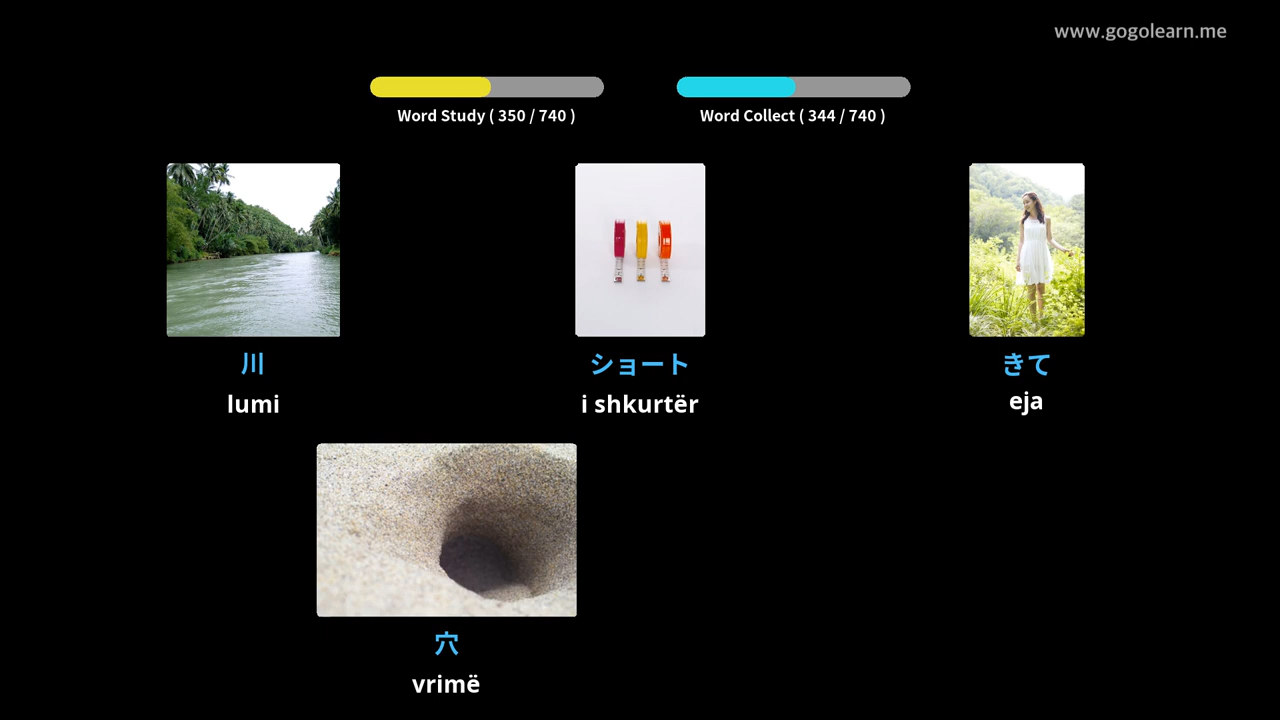 www.gogolearn.me
Word Study ( 350 / 740 )
Word Collect ( 344 / 740 )
川
lumi
ショート
i shkurtër
きて
eja
穴
vrimë